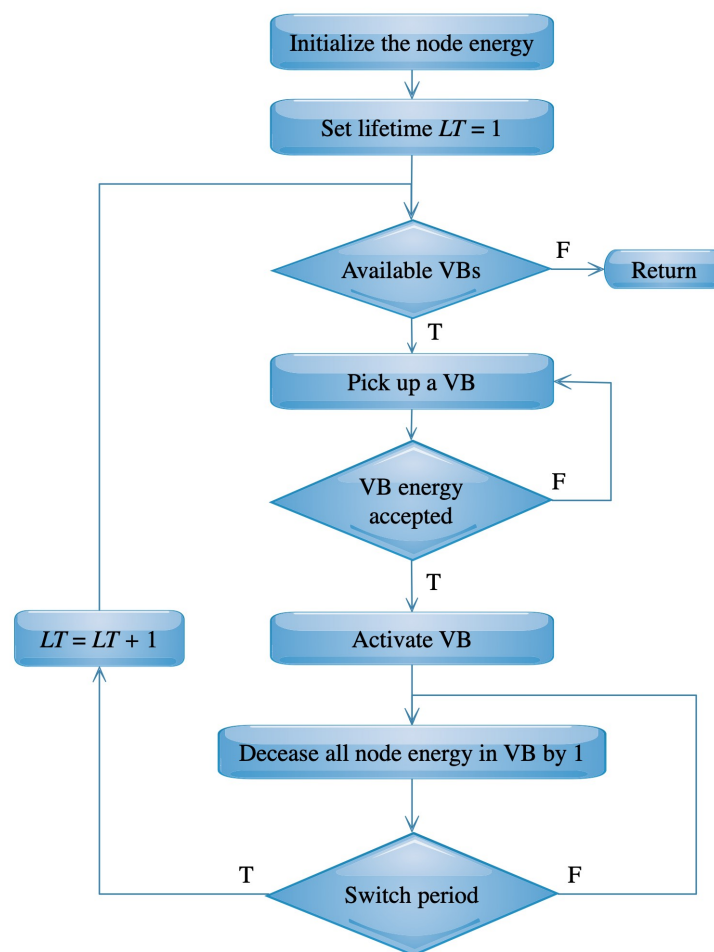 Initialize the node energy
Set lifetime LT = 1
Available VBs
F
Return
T
Pick up a VB
VB energy
accepted
F
T
LT = LT + 1
Activate VB
Decease all node energy in VB by 1
T
Switch period
F